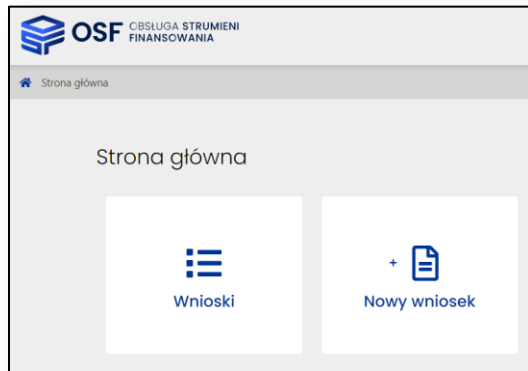 OSF OBSŁUGA STRUMIENI
FINANSOWANIA
Strona główna
Strona główna
Wnioski
+ Nowy wniosek